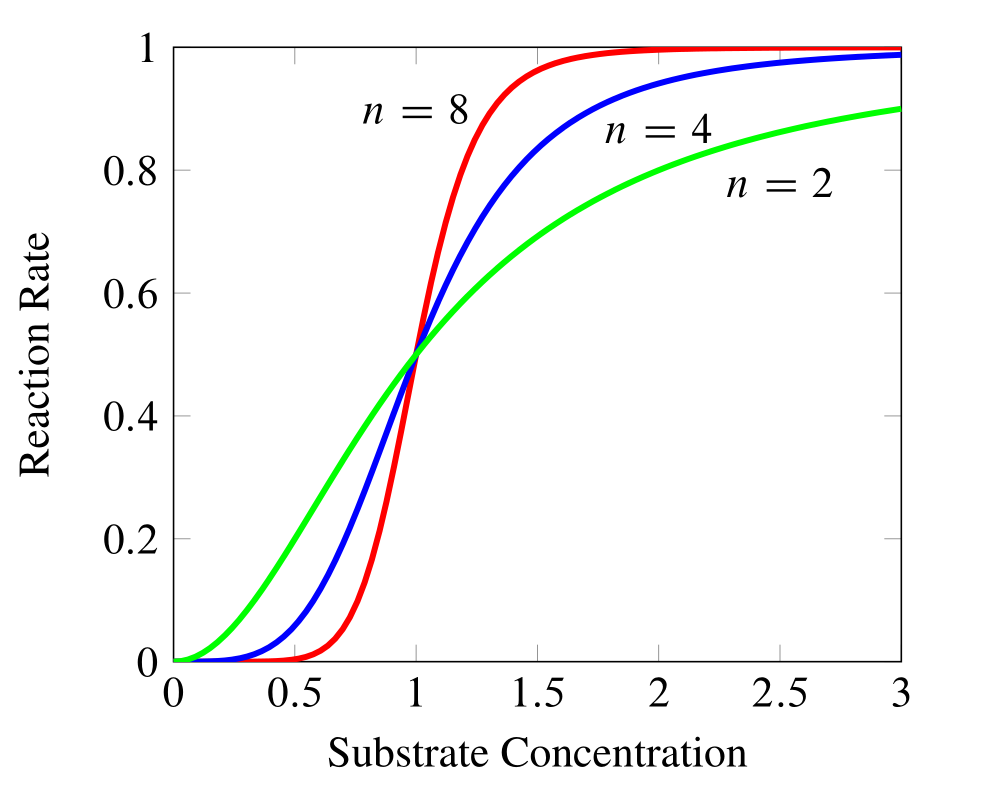 1
n = 8
n = 4
0.8
n = 2
0.6
Reaction Rate
0.4
0.2
0
0 0.5 1 1.5 2 2.5 3
Substrate Concentration